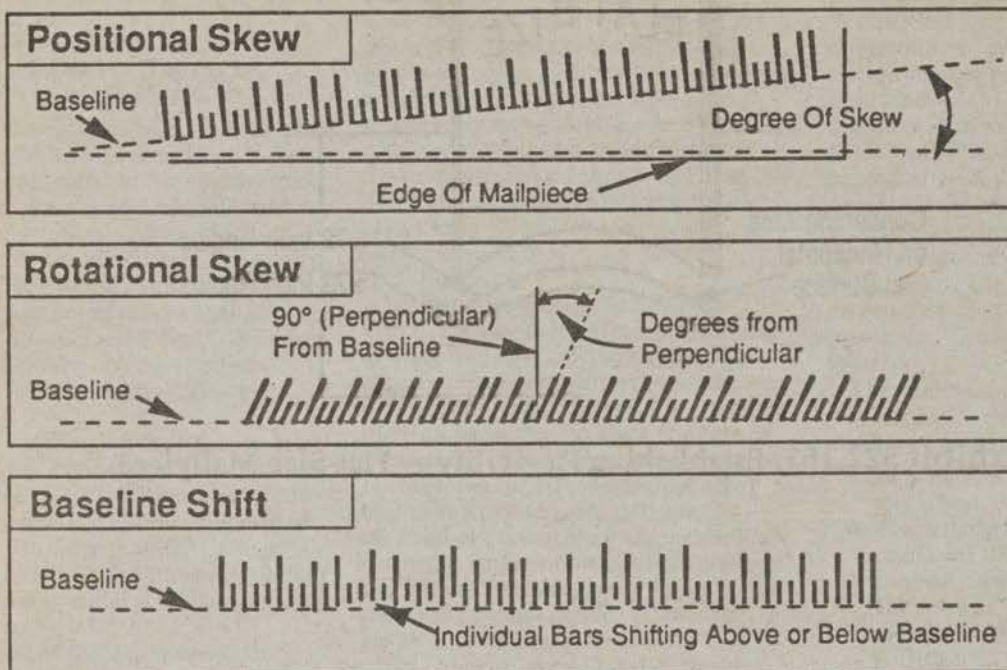 Positional Skew
Baseline
Degree Of Skew
Edge Of Mailpiece
Rotational Skew
90° (Perpendicular)
From Baseline
Degrees from
Perpendicular
Baseline
Baseline Shift
Baseline
Individual Bars Shifting Above or Below Baseline